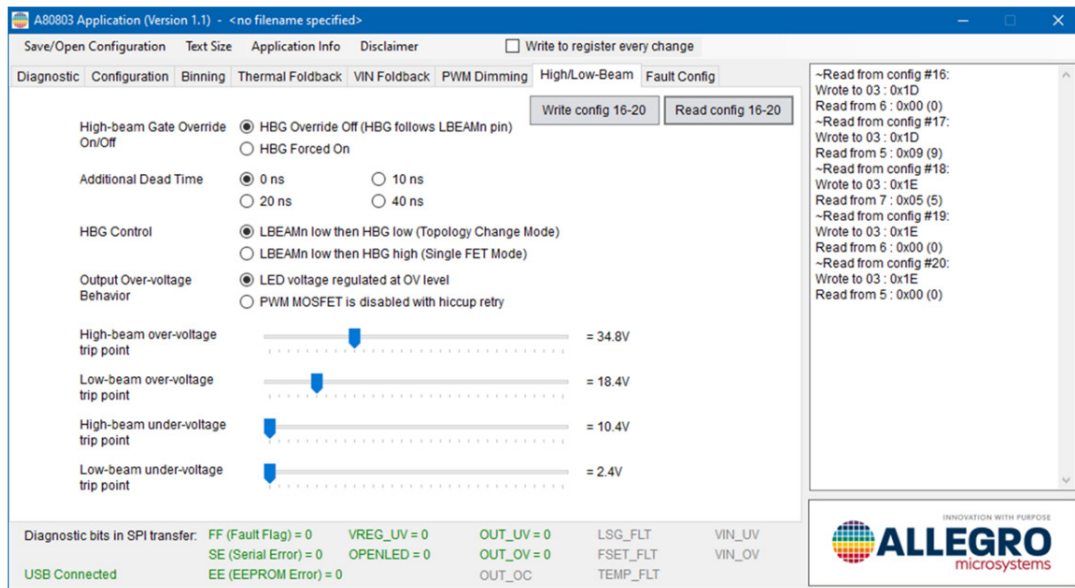 A80803 Application (Version 1.1) - <no filename specified>
Save/Open Configuration Text Size Application Info Disclaimer Write to register every change
Diagnostic Configuration Binning Thermal Foldback VIN Foldback PWM Dimming High/Low-Beam Fault Config
Write config 16-20 Read config 16-20
High-beam Gate Override
On/Off
HBG Override Off (HBG follows LBEAMn pin)
HBG Forced On
Additional Dead Time
0 ns 10 ns
20 ns 40 ns
HBG Control
LBEAMn low then HBG low (Topology Change Mode)
LBEAMn low then HBG high (Single FET Mode)
Output Over-voltage
Behavior
LED voltage regulated at OV level
PWM MOSFET is disabled with hiccup retry
High-beam over-voltage
trip point
= 34.8V
Low-beam over-voltage
trip point
= 18.4V
High-beam under-voltage
trip point
= 10.4V
Low-beam under-voltage
trip point
= 2.4V
~Read from config #16:
Wrote to 03 : 0x1D
Read from 6 : 0x00 (0)
~Read from config #17:
Wrote to 03 : 0x1D
Read from 5 : 0x09 (9)
~Read from config #18:
Wrote to 03 : 0x1E
Read from 7 : 0x05 (5)
~Read from config #19:
Wrote to 03 : 0x1E
Read from 6 : 0x00 (0)
~Read from config #20:
Wrote to 03 : 0x1E
Read from 5 : 0x00 (0)
Diagnostic bits in SPI transfer: FF (Fault Flag) = 0 VREG_UV = 0 OUT_UV = 0 LSG_FLT VIN_UV
SE (Serial Error) = 0 OPENLED = 0 OUT_OV = 0 FSET_FLT VIN_OV
USB Connected EE (EEPROM Error) = 0 OUT_OC TEMP_FLT
INNOVATION WITH PURPOSE
ALLEGRO
microsystems